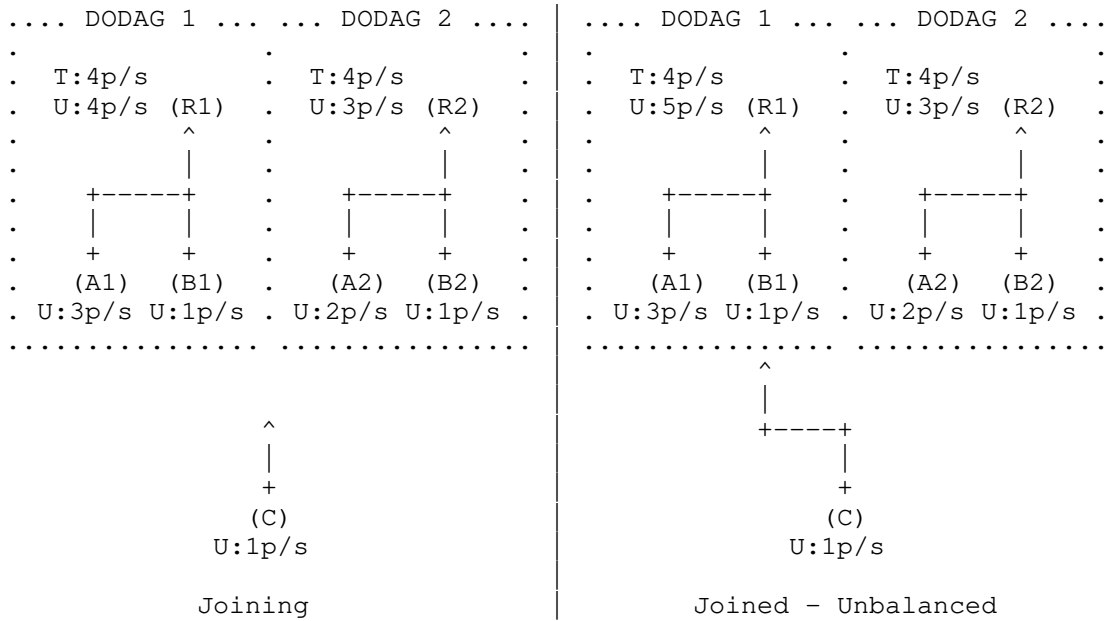 .... DODAG 1 ... ... DODAG 2 .... | .... DODAG 1 ... ... DODAG 2 ....
T:4p/s T:4p/s T:4p/s T:4p/s
U:4p/s (R1) U:3p/s (R2) U:5p/s (R1) U:3p/s (R2)
(A1) (B1) (A2) (B2) (A1) (B1) (A2) (B2)
U:3p/s U:1p/s U:2p/s U:1p/s U:3p/s U:1p/s U:2p/s U:1p/s
(C) (C)
U:1p/s U:1p/s
Joining Joined - Unbalanced